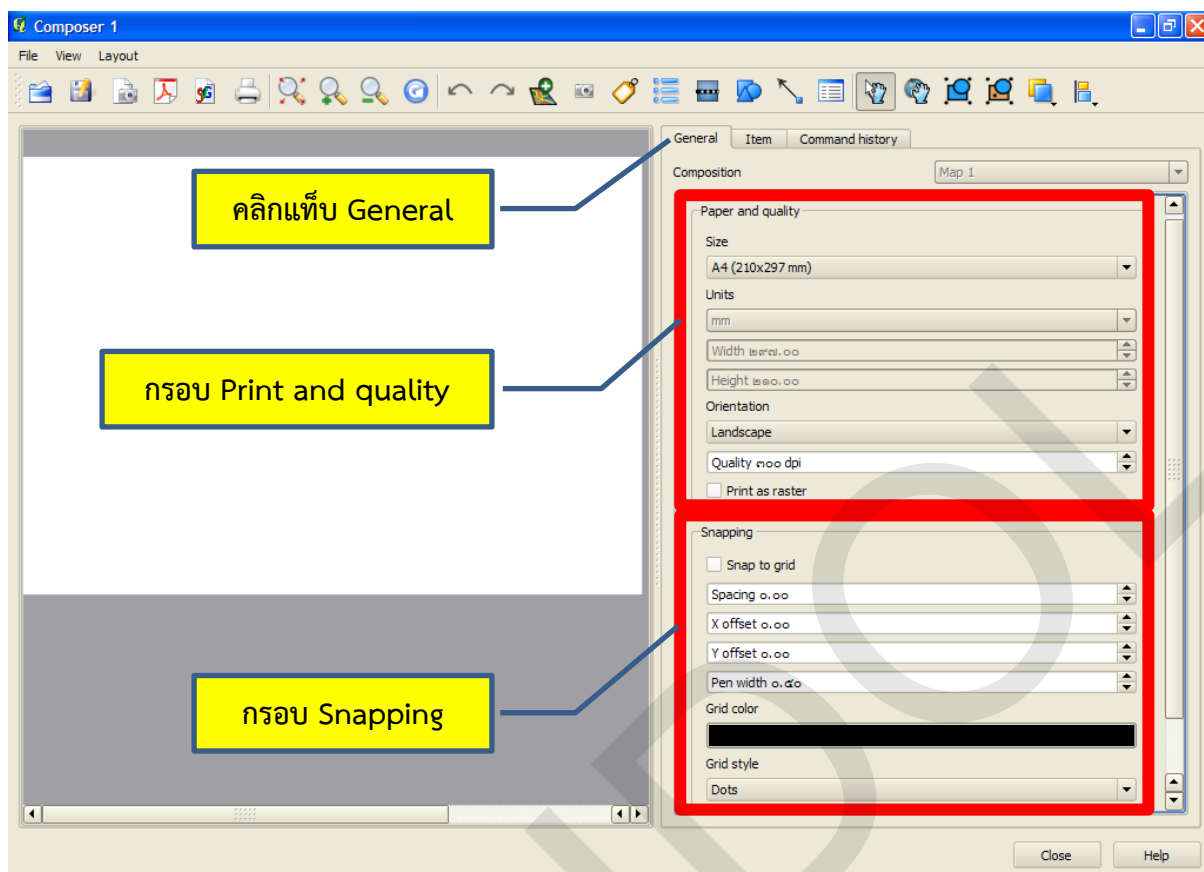 Composer 1
File View Layout
General Item Command history
Composition Map 1
คลิกแท็บ General
Paper and quality
Size
A4 (210x297 mm)
Units
mm
Width ๒๙๗.๐๐
Height ๒๑๐.๐๐
กรอบ Print and quality
Orientation
Landscape
Quality ๓๐๐ dpi
Print as raster
Snapping
Snap to grid
Spacing ๐.๐๐
X offset ๐.๐๐
Y offset ๐.๐๐
Pen width ๐.๕๐
กรอบ Snapping
Grid color
Grid style
Dots
Close Help